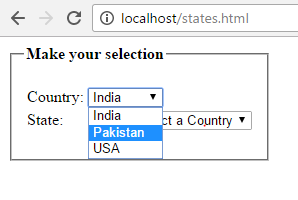 localhost/states.html
Make your selection
Country: India
India
Pakistan
USA
State: ct a Country